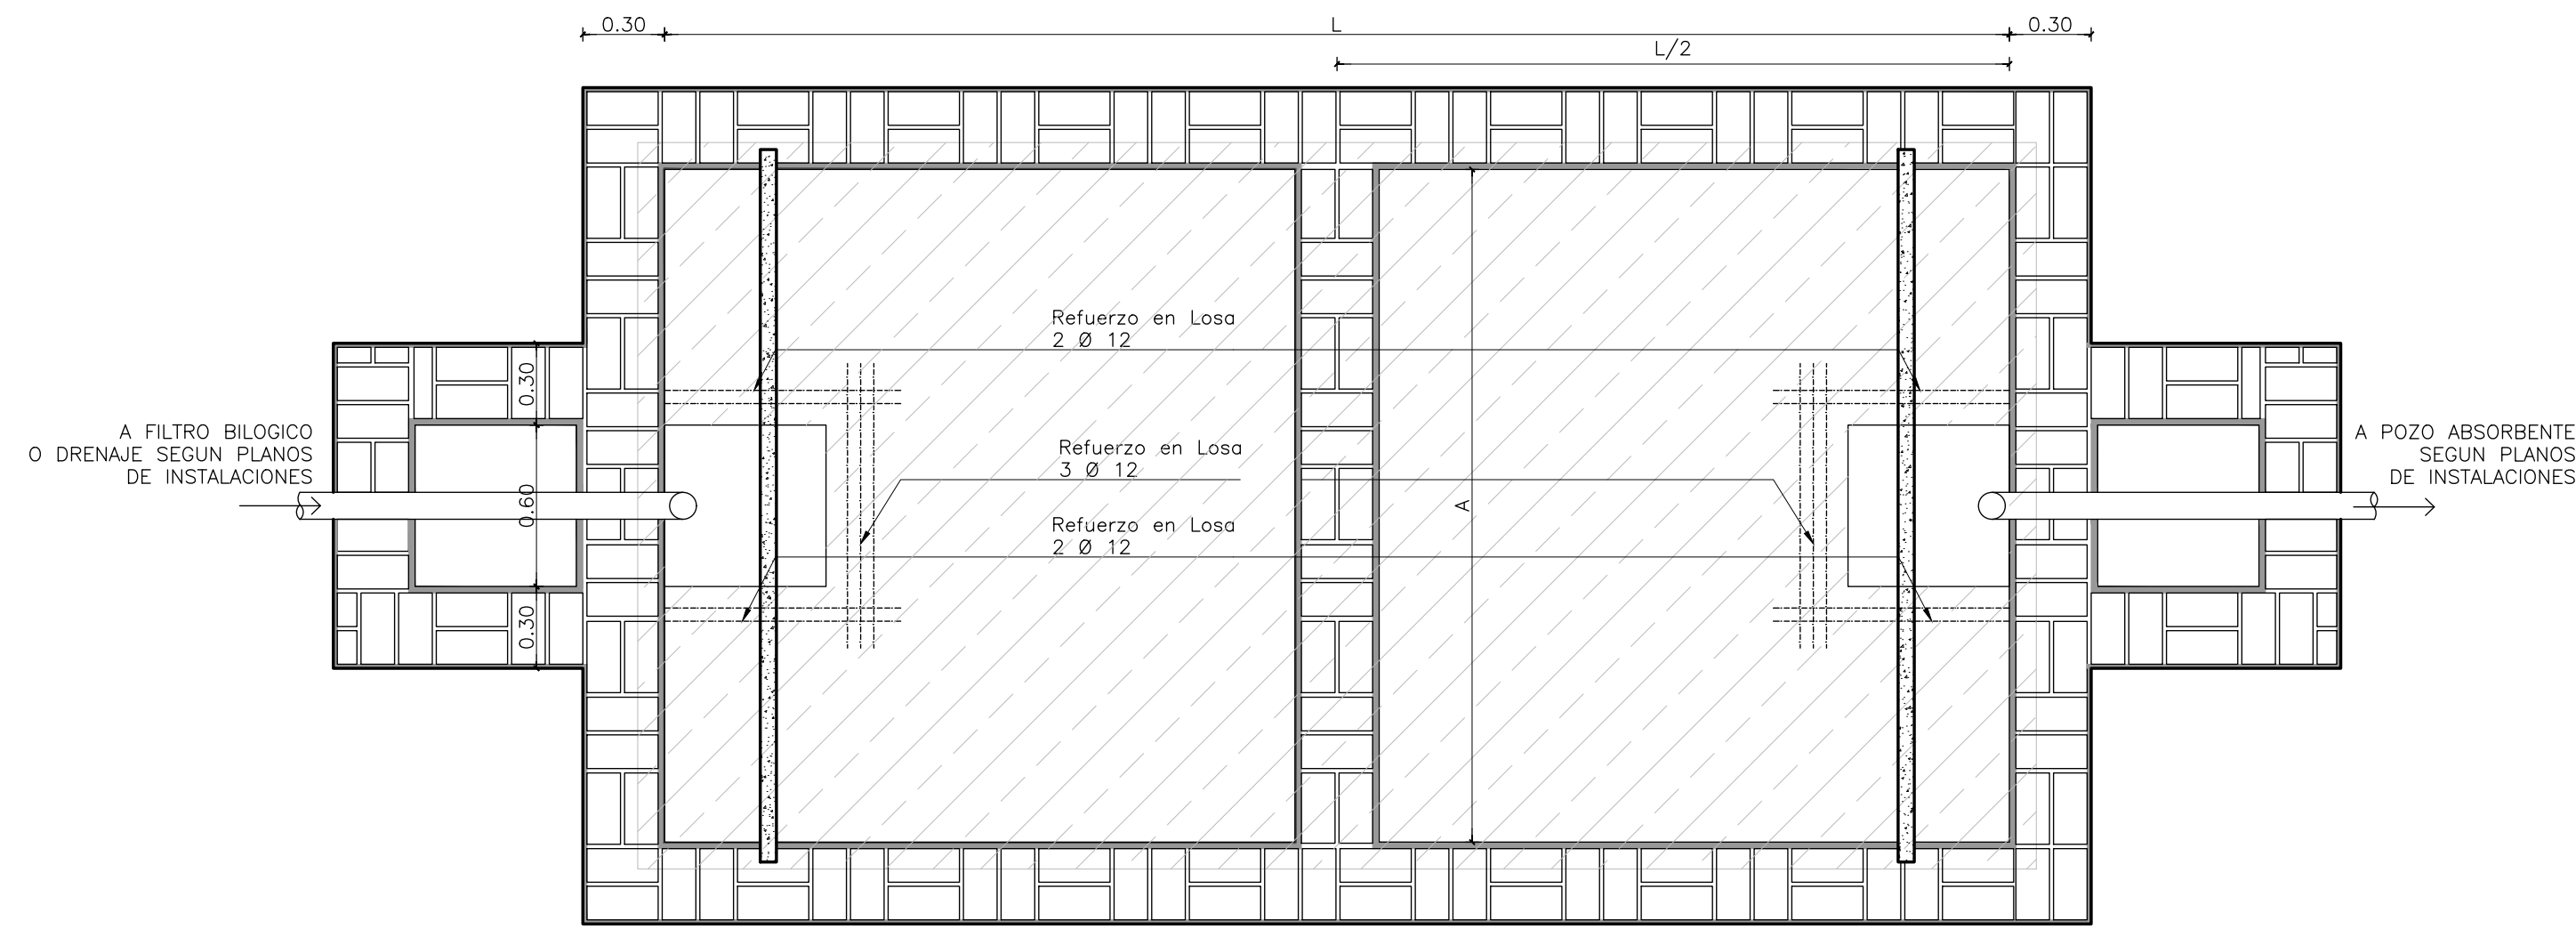 0.30
L
0.30
L/2
Refuerzo en Losa
2 Ø 12
0.30
A FILTRO BILOGICO
O DRENAJE SEGUN PLANOS
DE INSTALACIONES
Refuerzo en Losa
3 Ø 12
A POZO ABSORBENTE
SEGUN PLANOS
DE INSTALACIONES
0.60
A
Refuerzo en Losa
2 Ø 12
0.30